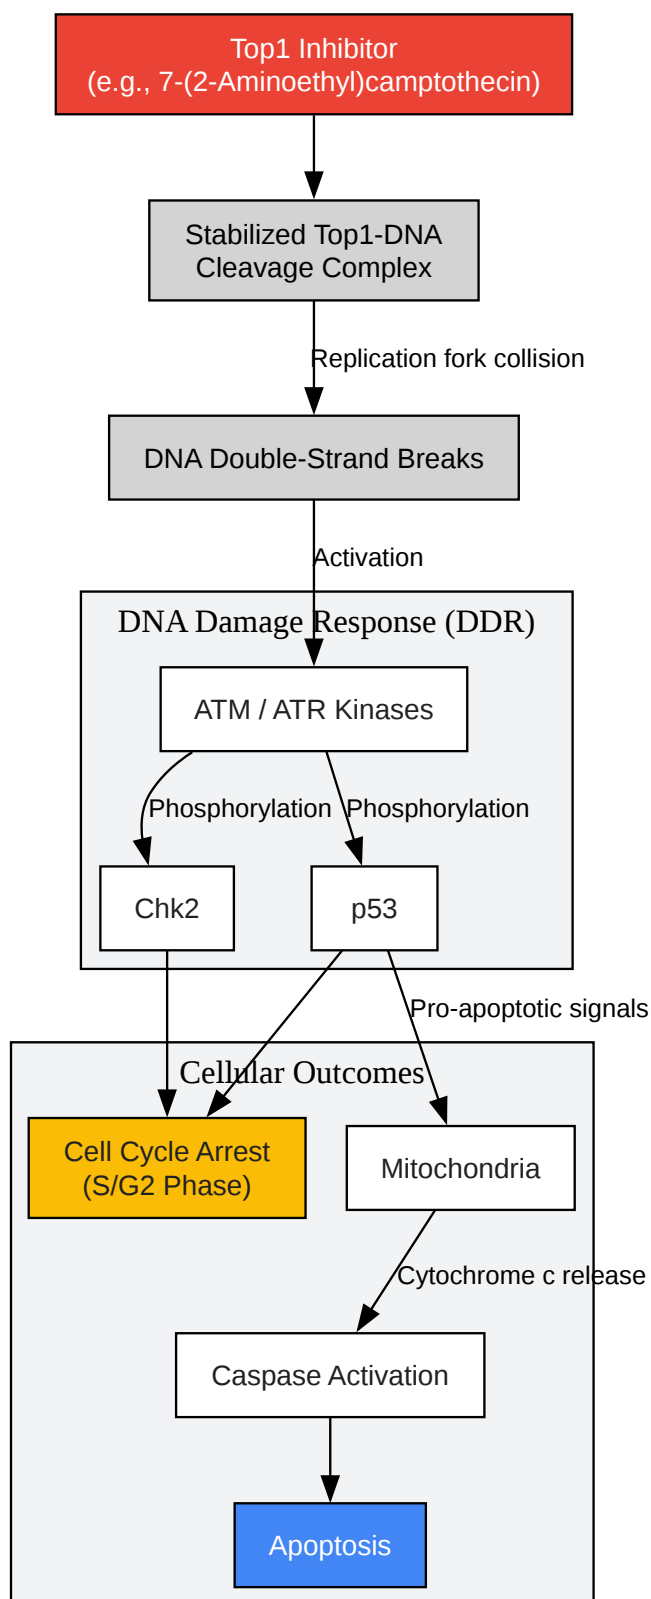 Top1 Inhibitor
(e.g., 7-(2-Aminoethyl)camptothecin)
Stabilized Top1-DNA
Cleavage Complex
Replication fork collision
DNA Double-Strand Breaks
Activation
DNA Damage Response (DDR)
ATM / ATR Kinases
Phosphorylation
Phosphorylation
Chk2
p53
Pro-apoptotic signals
Cellular Outcomes
Cell Cycle Arrest
(S/G2 Phase)
Mitochondria
Cytochrome c release
Caspase Activation
Apoptosis